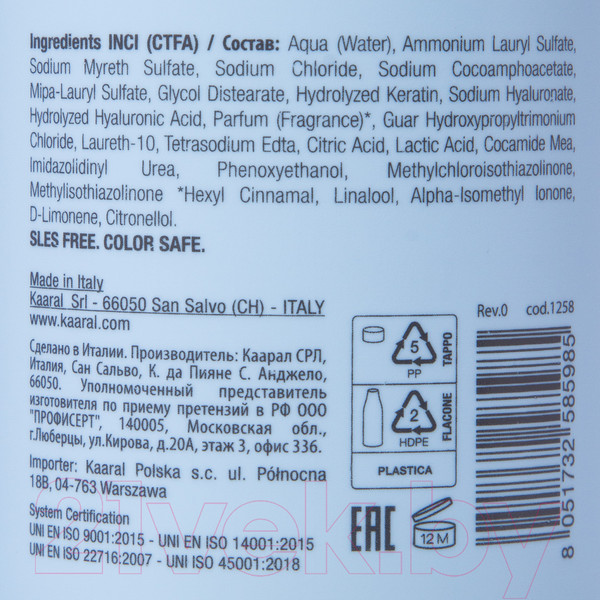 Ingredients INCI (CTFA) / Состав: Aqua (Water), Ammonium Lauryl Sulfate,
Sodium Myreth Sulfate, Sodium Chloride, Sodium Cocoamphoacetate,
Mipa-Lauryl Sulfate, Glycol Distearate, Hydrolyzed Keratin, Sodium Hyaluronate,
Hydrolyzed Hyaluronic Acid, Parfum (Fragrance)*, Guar Hydroxypropyltrimonium
Chloride, Laureth-10, Tetrasodium Edta, Citric Acid, Lactic Acid, Cocamide Mea,
Imidazolidinyl Urea, Phenoxyethanol, Methylchloroisothiazolinone,
Methylisothiazolinone *Hexyl Cinnamal, Linalool, Alpha-Isomethyl Ionone,
D-Limonene, Citronellol.
SLES FREE. COLOR SAFE.
Made in Italy
Kaaral Srl - 66050 San Salvo (CH) - ITALY
www.kaaral.com
Сделано в Италии. Производитель: Каарал СРЛ,
Италия, Сан Сальво, К. да Пияне С. Анджело,
66050. Уполномоченный представитель
изготовителя по приему претензий в РФ ООО
"ПРОФИСЕРТ", 140005, Московская обл.,
г.Люберцы, ул.Кирова, д.20А, этаж 3, офис 336.
Importer: Kaaral Polska s.c. ul. Północna
18B, 04-763 Warszawa
System Certification
UNI EN ISO 9001:2015 - UNI EN ISO 14001:2015
UNI EN ISO 22716:2007 - UNI ISO 45001:2018
5
PP
TAPPO
2
HDPE
FLACONE
PLASTICA
EAC
12 M
Rev.0 cod.1258
8 051732 585985
21vek.by